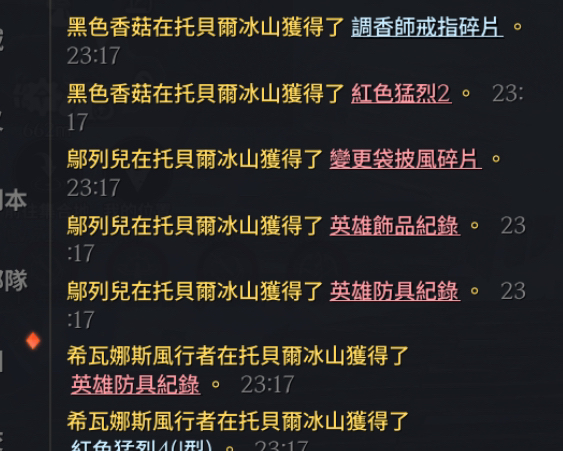 黑色香菇在托貝爾冰山獲得了 調香師戒指碎片 。
23:17
黑色香菇在托貝爾冰山獲得了 紅色猛烈2 。 23:
17
鄔列兒在托貝爾冰山獲得了 變更袋披風碎片 。
23:17
鄔列兒在托貝爾冰山獲得了 英雄飾品紀錄 。 23
:17
本
鄔列兒在托貝爾冰山獲得了 英雄防具紀錄 。 23
:17
隊
希瓦娜斯風行者在托貝爾冰山獲得了
英雄防具紀錄 。 23:17
希瓦娜斯風行者在托貝爾冰山獲得了
紅色猛烈4(I型) 。 23:17